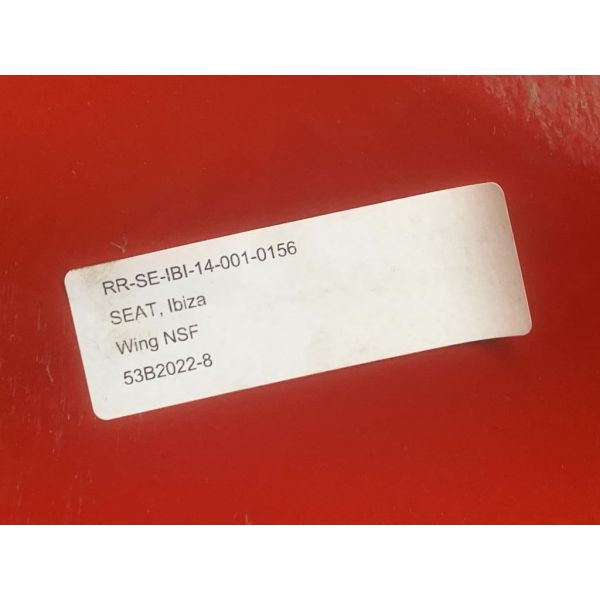 RR-SE-IBI-14-001-0156
SEAT, Ibiza
Wing NSF
53B2022-8